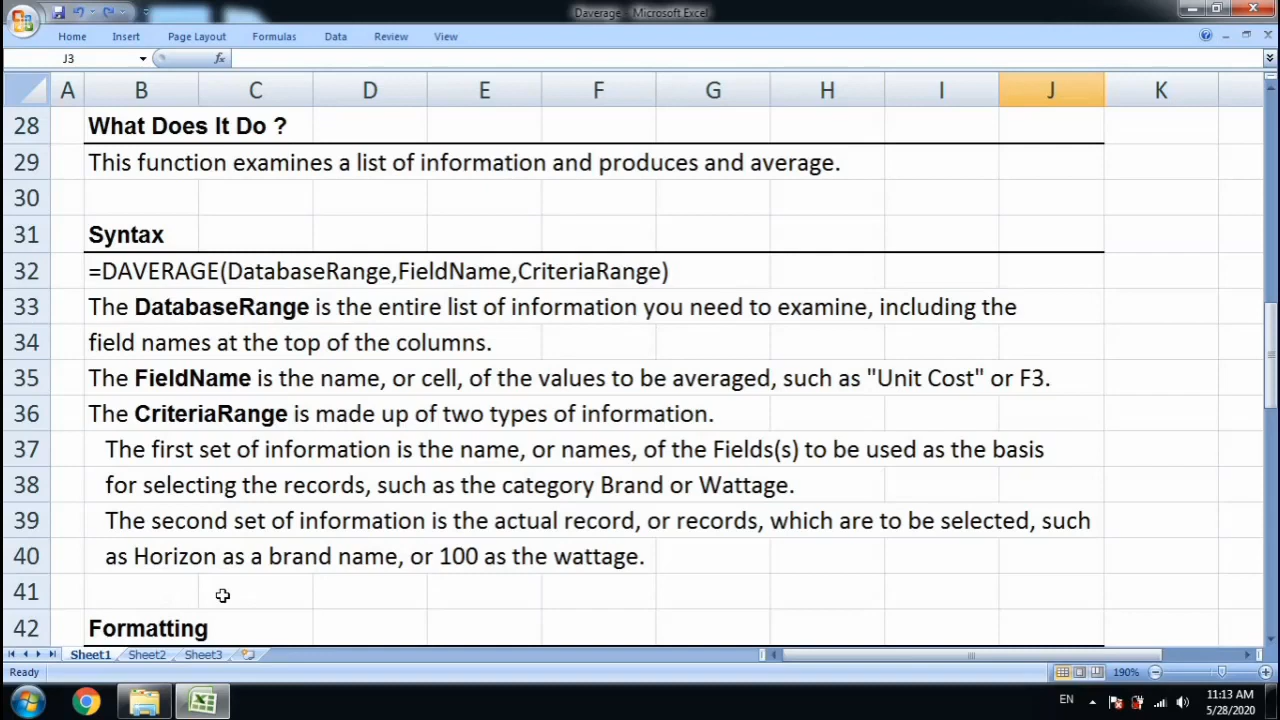 Daverage - Microsoft Excel
Home Insert Page Layout Formulas Data Review View
J3 fx
A B C D E F G H I J K
28 What Does It Do ?
29 This function examines a list of information and produces and average.
30
31 Syntax
32 =DAVERAGE(DatabaseRange,FieldName,CriteriaRange)
33 The DatabaseRange is the entire list of information you need to examine, including the
34 field names at the top of the columns.
35 The FieldName is the name, or cell, of the values to be averaged, such as "Unit Cost" or F3.
36 The CriteriaRange is made up of two types of information.
37 The first set of information is the name, or names, of the Fields(s) to be used as the basis
38 for selecting the records, such as the category Brand or Wattage.
39 The second set of information is the actual record, or records, which are to be selected, such
40 as Horizon as a brand name, or 100 as the wattage.
41
42 Formatting
Sheet1 Sheet2 Sheet3
Ready 190%
EN 11:13 AM
5/28/2020